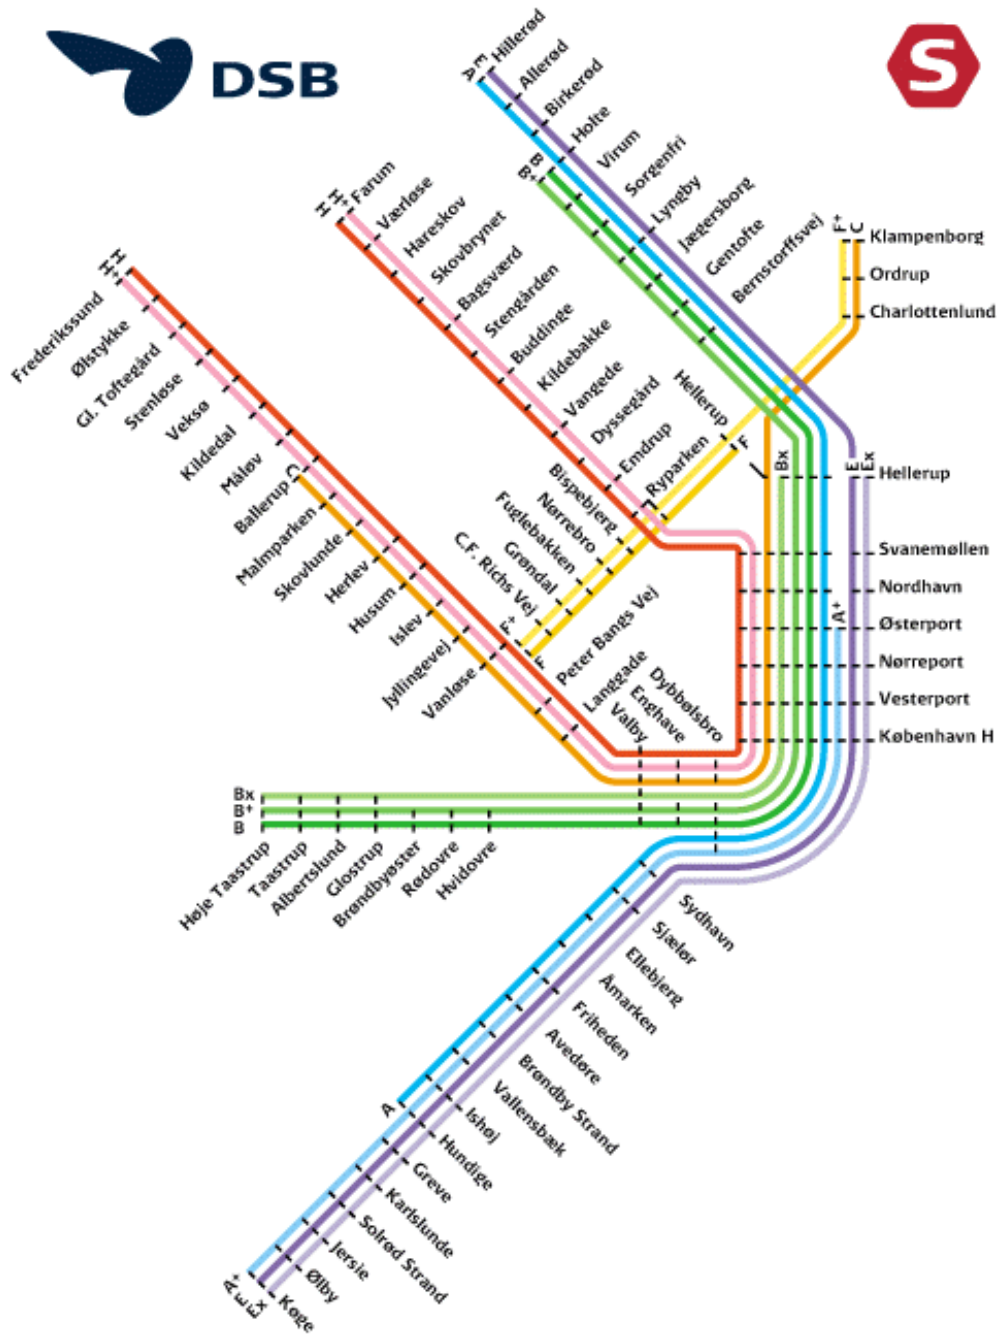 DSB
S
E
A
Hillerød
Allerød
Birkerød
Holte
Virum
Sorgenfri
Lyngby
Jægersborg
Gentofte
Bernstorffsvej
B
B+
H+
H
Farum
Værløse
Hareskov
Skovbrynet
Bagsværd
Stengården
Buddinge
Kildebakke
Vangede
Dyssegård
Emdrup
Ryparken
F+
C
Klampenborg
Ordrup
Charlottenlund
Hellerup
F
H
H+
Frederikssund
Ølstykke
Gl. Toftegård
Stenløse
Veksø
Kildedal
Måløv
C
Ballerup
Malmparken
Skovlunde
Herlev
Husum
Islev
Jyllingevej
Vanløse
Bispebjerg
Nørrebro
Fuglebakken
Grøndal
C.F. Richs Vej
F+
F
Peter Bangs Vej
Langgade
Valby
Enghave
Dybbølsbro
Bx
E
Ex
Hellerup
Svanemøllen
Nordhavn
A+
Østerport
Nørreport
Vesterport
København H
Bx
B+
B
Høje Taastrup
Taastrup
Albertslund
Glostrup
Brøndbyøster
Rødovre
Hvidovre
Sydhavn
Sjælør
Ellebjerg
Åmarken
Friheden
Avedøre
Brøndby Strand
Vallensbæk
Ishøj
A
Hundige
Greve
Karlslunde
Solrød Strand
Jersie
Ølby
Køge
A+
E
Ex